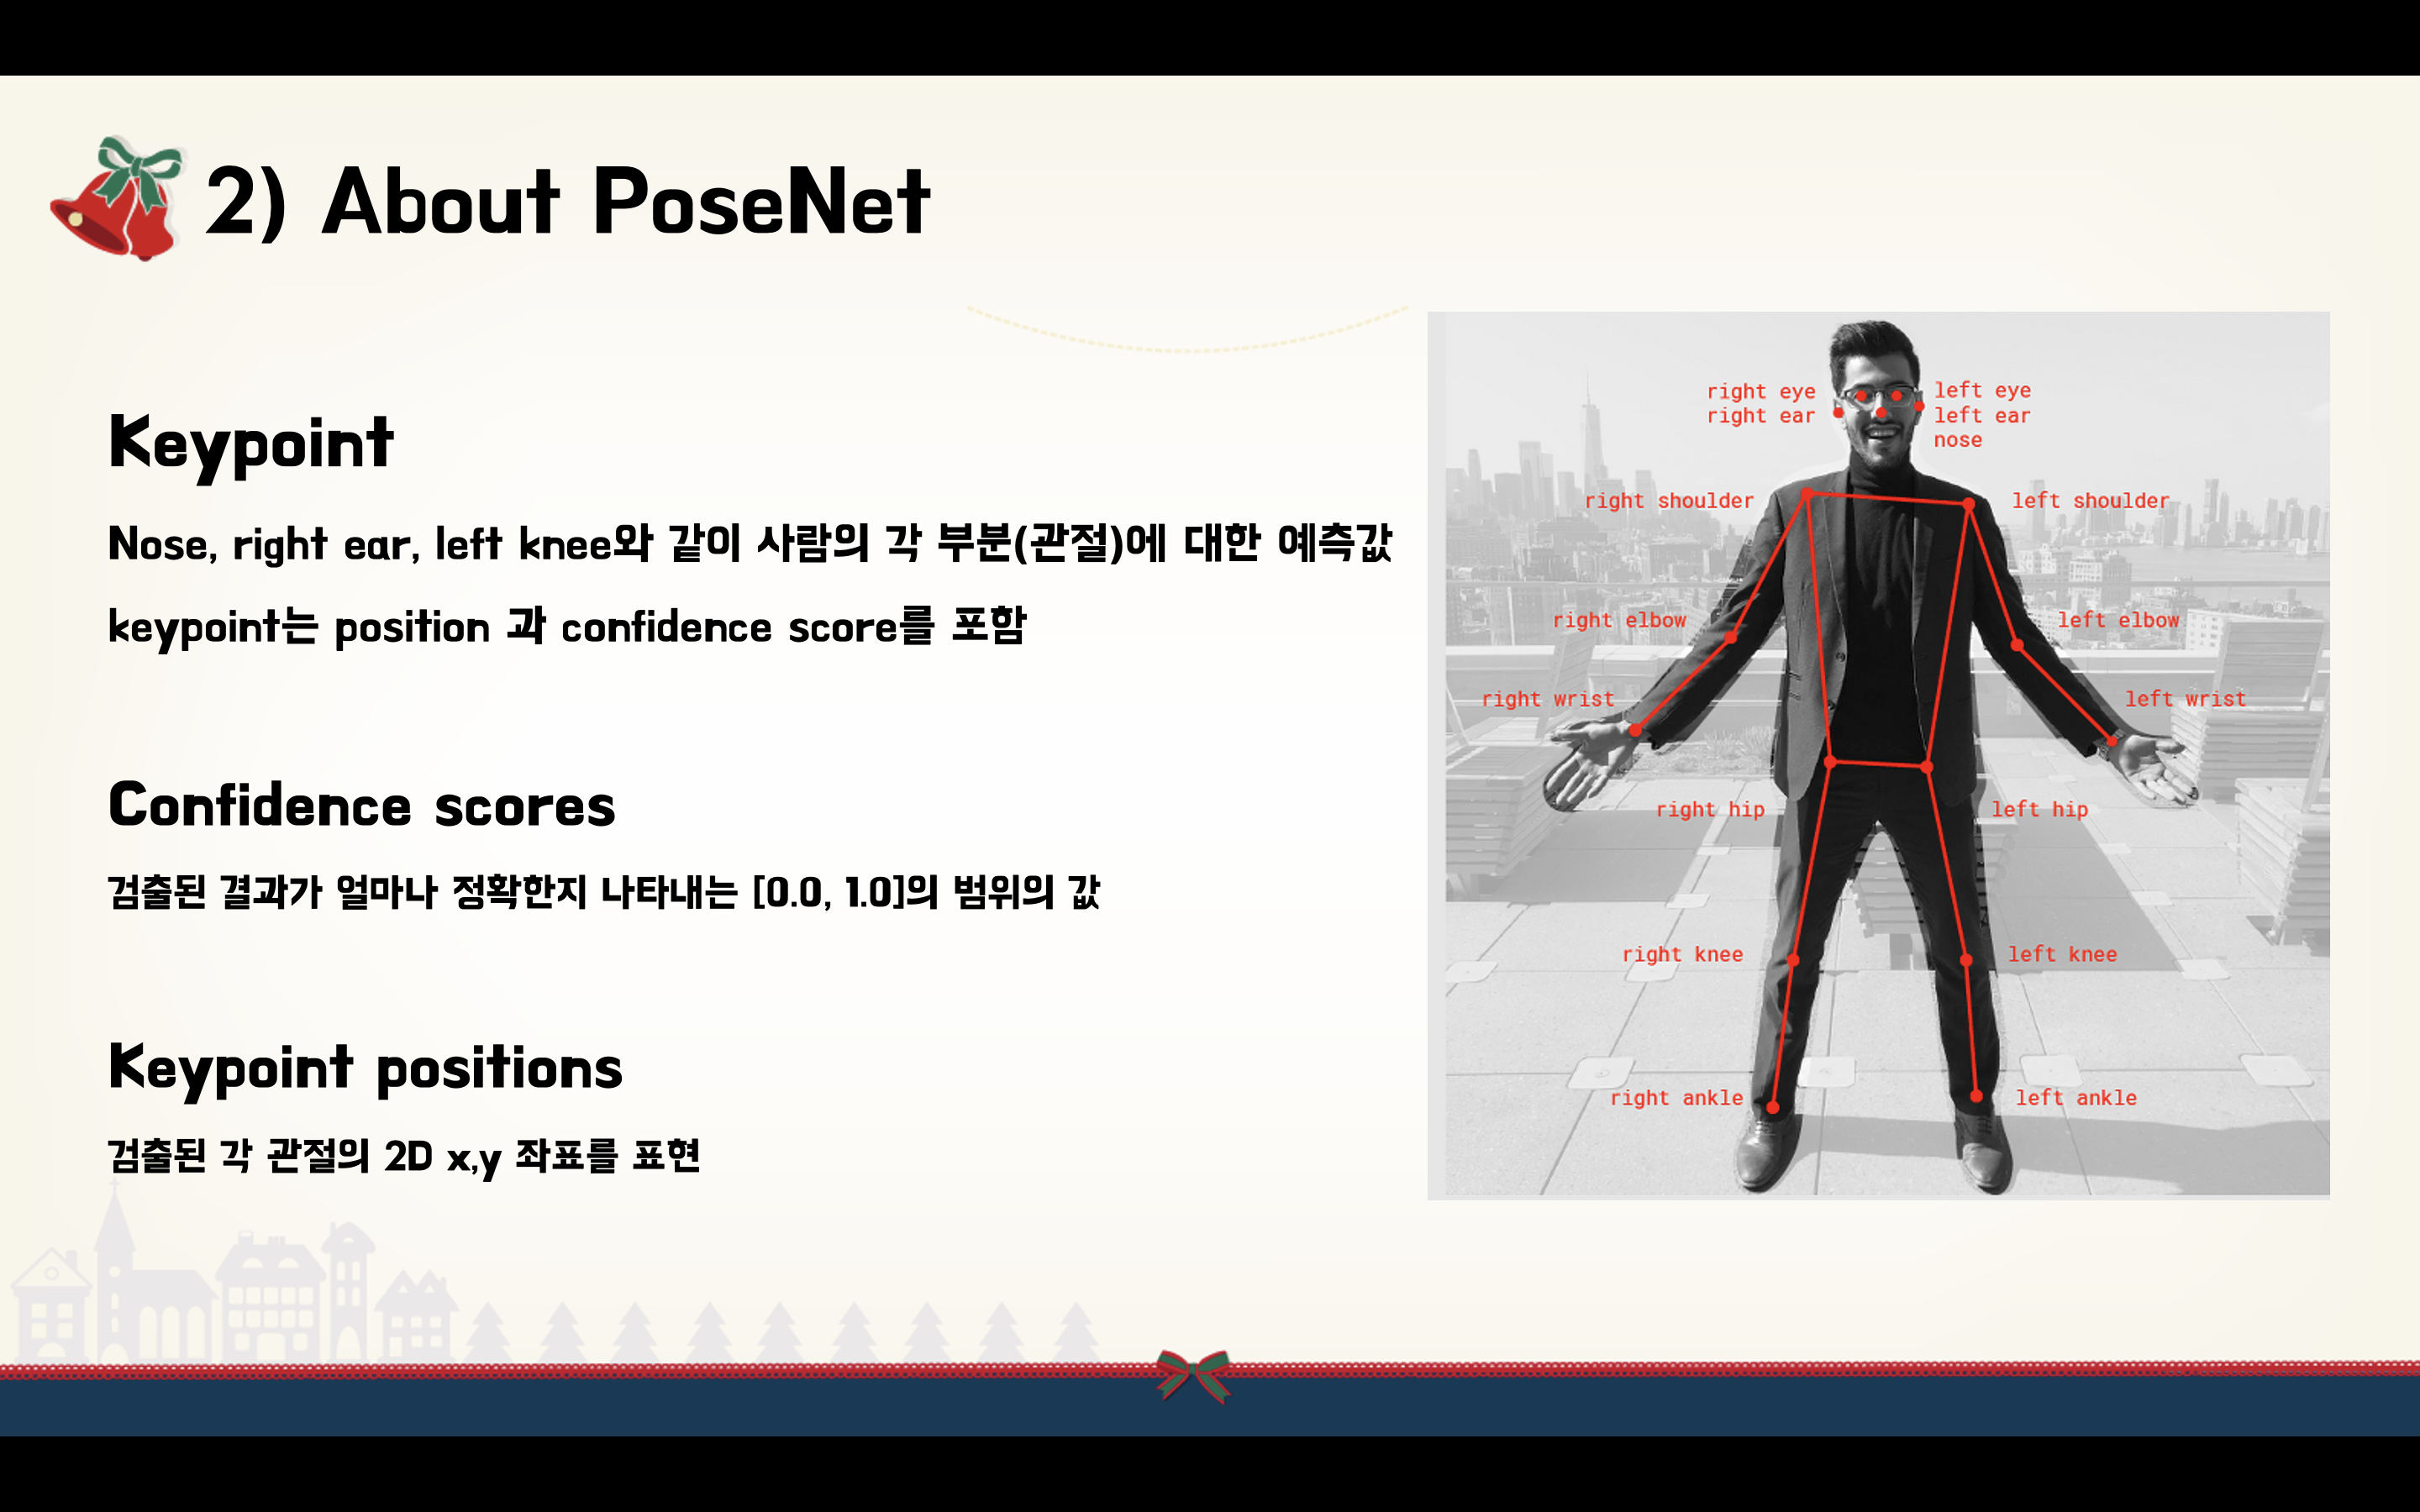 2) About PoseNet
Keypoint
Nose, right ear, left knee와 같이 사람의 각 부분(관절)에 대한 예측값
keypoint는 position 과 confidence score를 포함
Confidence scores
검출된 결과가 얼마나 정확한지 나타내는 [0.0, 1.0]의 범위의 값
Keypoint positions
검출된 각 관절의 2D x,y 좌표를 표현
right eye
left eye
right ear
left ear
nose
right shoulder
left shoulder
right elbow
left elbow
right wrist
left wrist
right hip
left hip
right knee
left knee
right ankle
left ankle